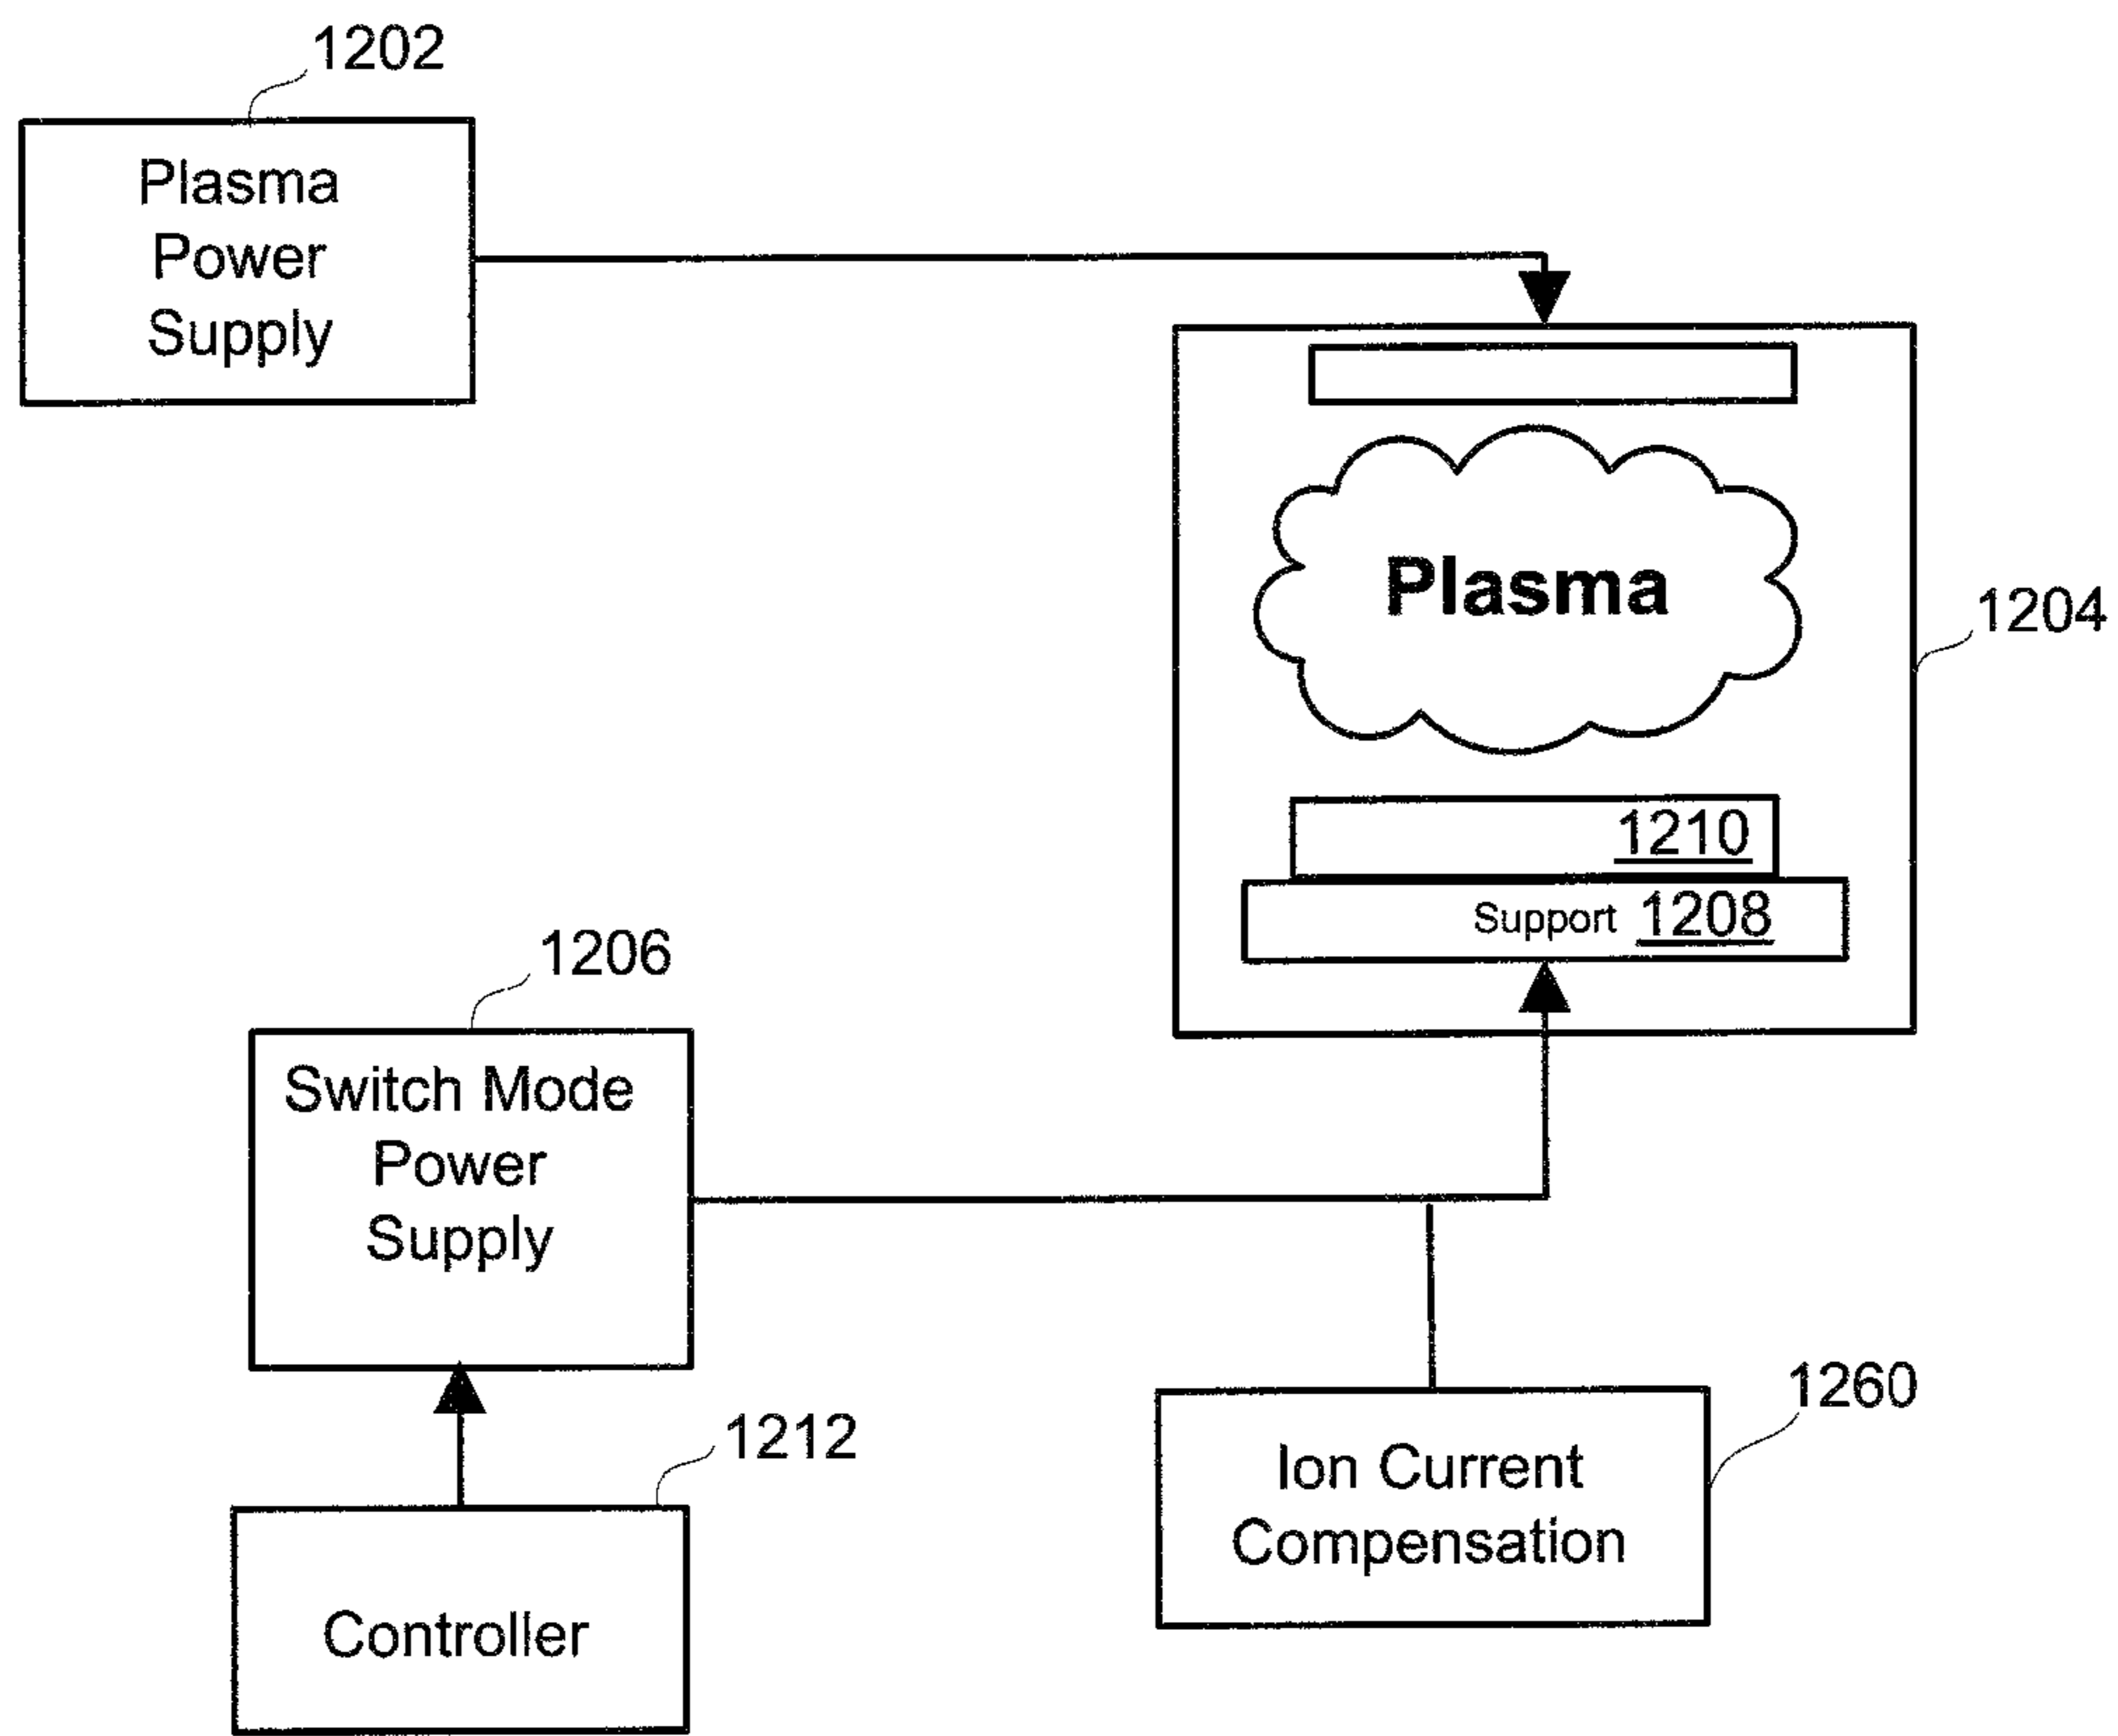 1202
Plasma
Power
Supply
Plasma
1204
1210
Support 1208
1206
Switch Mode
Power
Supply
1212
Controller
1260
Ion Current
Compensation